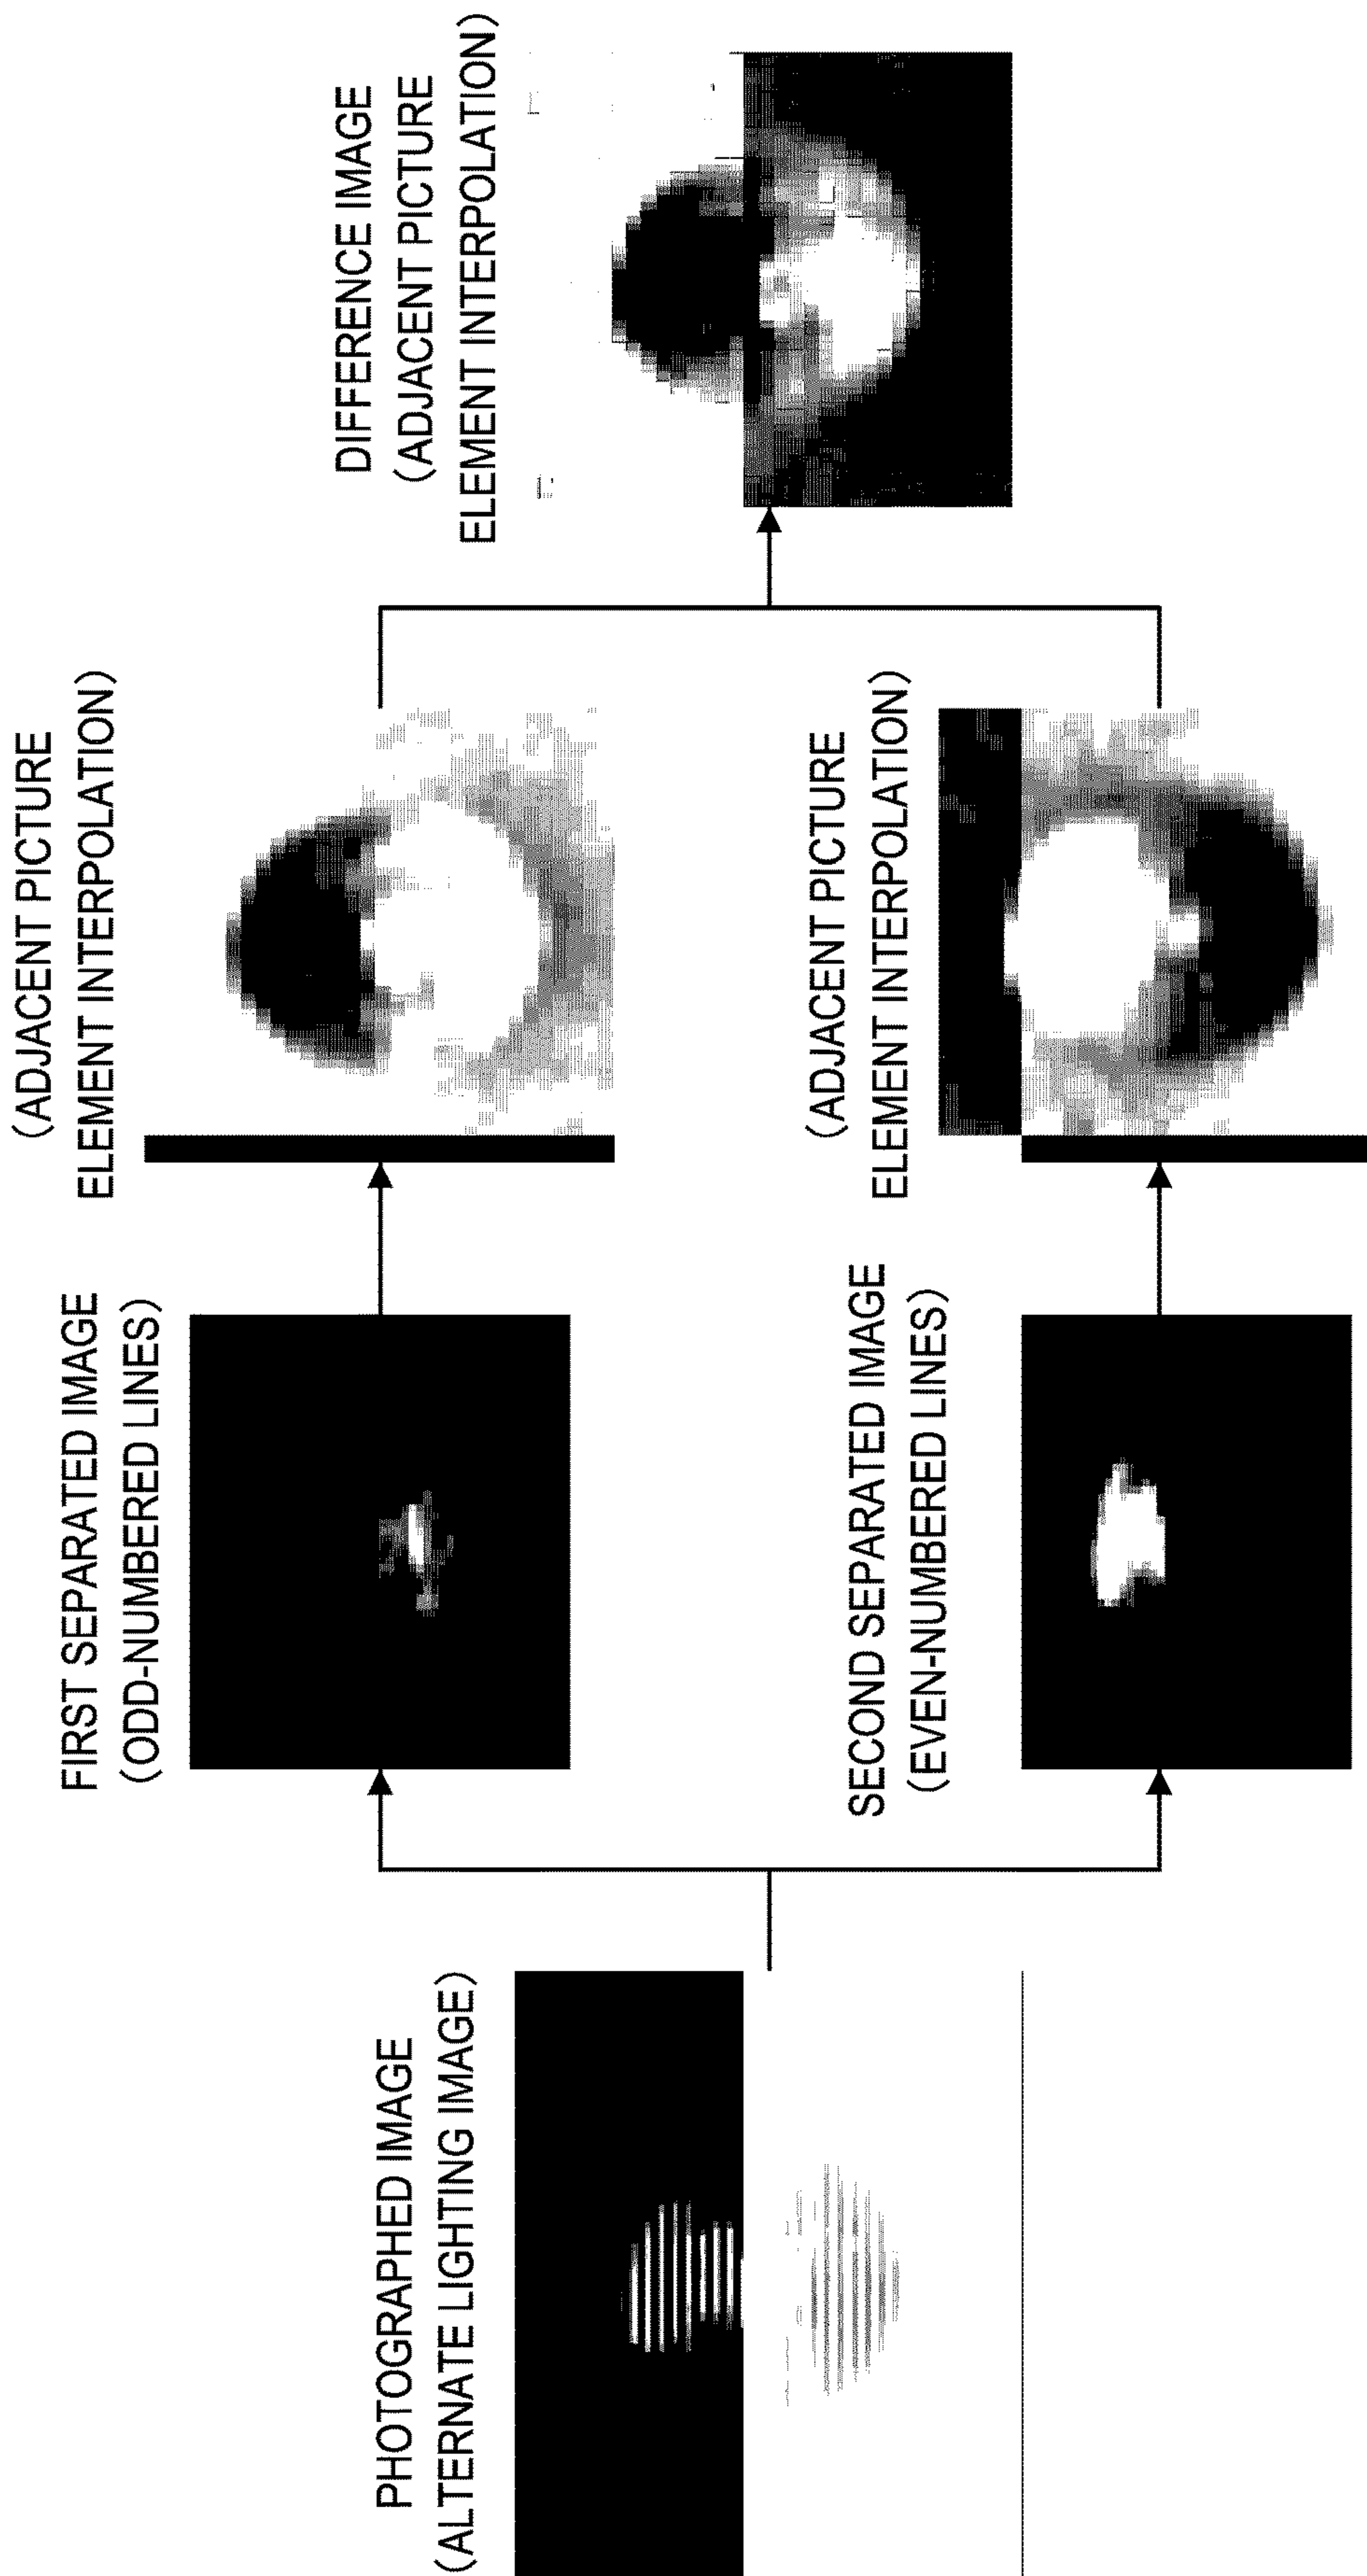 PHOTOGRAPHED IMAGE
(ALTERNATE LIGHTING IMAGE)
FIRST SEPARATED IMAGE
(ODD-NUMBERED LINES)
SECOND SEPARATED IMAGE
(EVEN-NUMBERED LINES)
(ADJACENT PICTURE
ELEMENT INTERPOLATION)
(ADJACENT PICTURE
ELEMENT INTERPOLATION)
DIFFERENCE IMAGE
(ADJACENT PICTURE
ELEMENT INTERPOLATION)